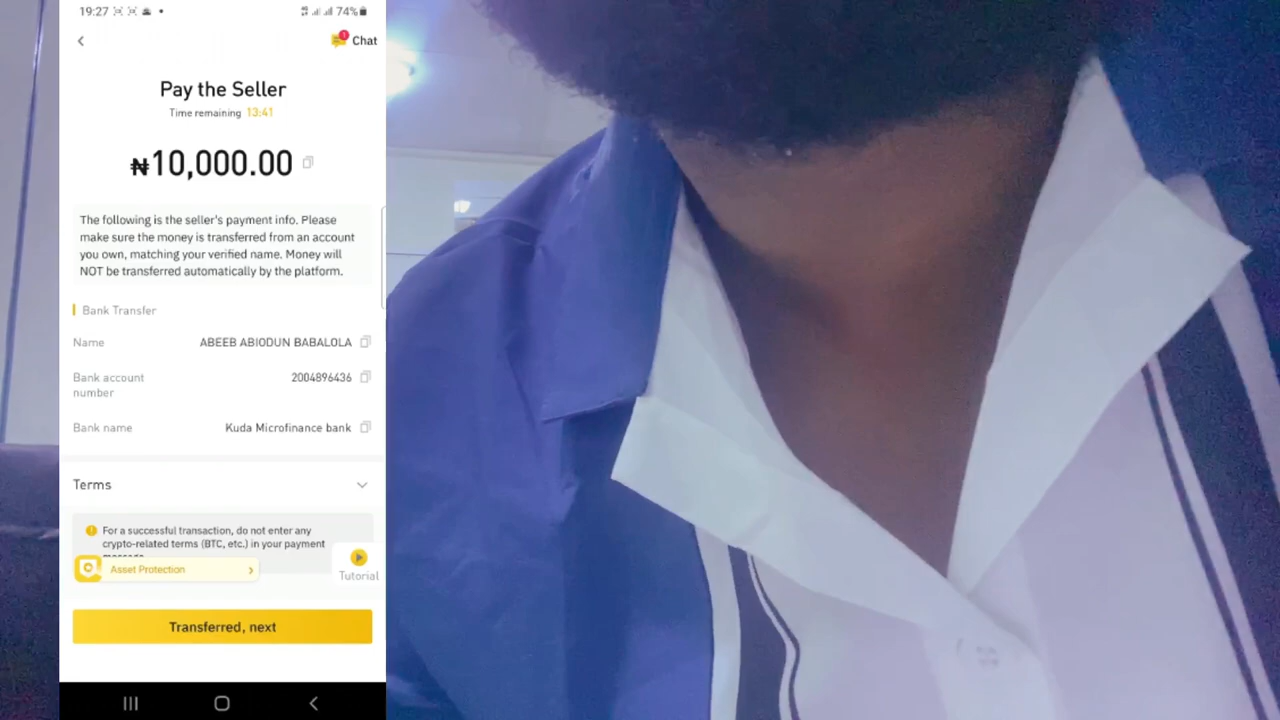 19:27
74%
Chat
1
Pay the Seller
Time remaining 13:41
₦10,000.00
The following is the seller's payment info. Please
make sure the money is transferred from an account
you own, matching your verified name. Money will
NOT be transferred automatically by the platform.
Bank Transfer
Name ABEEB ABIODUN BABALOLA
Bank account 2004896436
number
Bank name Kuda Microfinance bank
Terms
For a successful transaction, do not enter any
crypto-related terms (BTC, etc.) in your payment
Asset Protection
Tutorial
Transferred, next